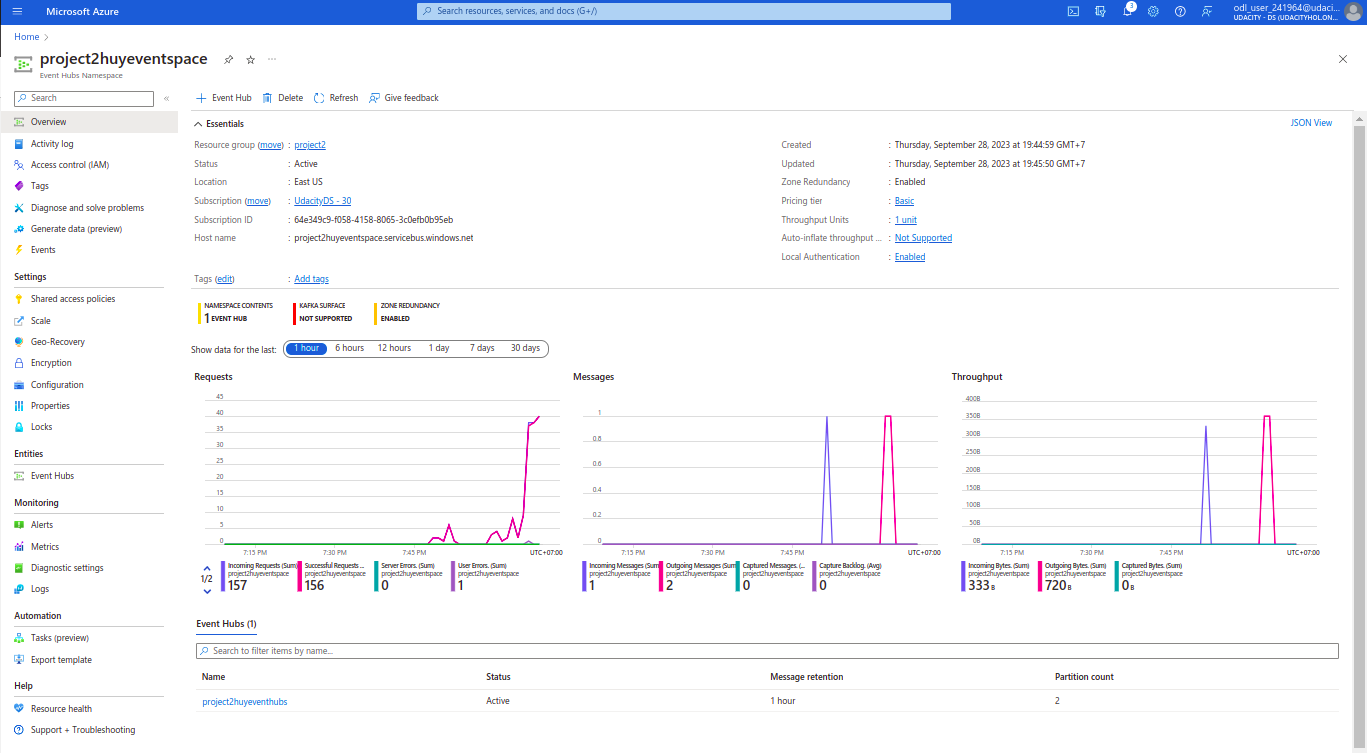 Microsoft Azure
Search resources, services, and docs (G+/)
3
odl_user_241964@udaci...
UDACITY - DS (UDACITYHOL.ON...
Home >
project2huyeventspace
Event Hubs Namespace
Search
Event Hub
Delete
Refresh
Give feedback
Overview
Activity log
Access control (IAM)
Tags
Diagnose and solve problems
Generate data (preview)
Events
Settings
Shared access policies
Scale
Geo-Recovery
Encryption
Configuration
Properties
Locks
Entities
Event Hubs
Monitoring
Alerts
Metrics
Diagnostic settings
Logs
Automation
Tasks (preview)
Export template
Help
Resource health
Support + Troubleshooting
Essentials
JSON View
Resource group (move) : project2
Status : Active
Location : East US
Subscription (move) : UdacityDS - 30
Subscription ID : 64e349c9-f058-4158-8065-3c0efb0b95eb
Host name : project2huyeventspace.servicebus.windows.net
Created : Thursday, September 28, 2023 at 19:44:59 GMT+7
Updated : Thursday, September 28, 2023 at 19:45:50 GMT+7
Zone Redundancy : Enabled
Pricing tier : Basic
Throughput Units : 1 unit
Auto-inflate throughput ... : Not Supported
Local Authentication : Enabled
Tags (edit) : Add tags
NAMESPACE CONTENTS
1 EVENT HUB
KAFKA SURFACE
NOT SUPPORTED
ZONE REDUNDANCY
ENABLED
Show data for the last:
1 hour
6 hours
12 hours
1 day
7 days
30 days
Requests
45
40
35
30
25
20
15
10
5
0
7:15 PM
7:30 PM
7:45 PM
UTC+07:00
1/2
Incoming Requests (Sum)
project2huyeventspace
157
Successful Requests ...
project2huyeventspace
156
Server Errors. (Sum)
project2huyeventspace
0
User Errors. (Sum)
project2huyeventspace
1
Messages
1
0.8
0.6
0.4
0.2
0
7:15 PM
7:30 PM
7:45 PM
UTC+07:00
Incoming Messages (Sum)
project2huyeventspace
1
Outgoing Messages (Sum)
project2huyeventspace
2
Captured Messages. (...
project2huyeventspace
0
Capture Backlog. (Avg)
project2huyeventspace
0
Throughput
400B
350B
300B
250B
200B
150B
100B
50B
0B
7:15 PM
7:30 PM
7:45 PM
UTC+07:00
Incoming Bytes. (Sum)
project2huyeventspace
333 B
Outgoing Bytes. (Sum)
project2huyeventspace
720 B
Captured Bytes. (Sum)
project2huyeventspace
0 B
Event Hubs (1)
Search to filter items by name...
Name
Status
Message retention
Partition count
project2huyeventhubs
Active
1 hour
2